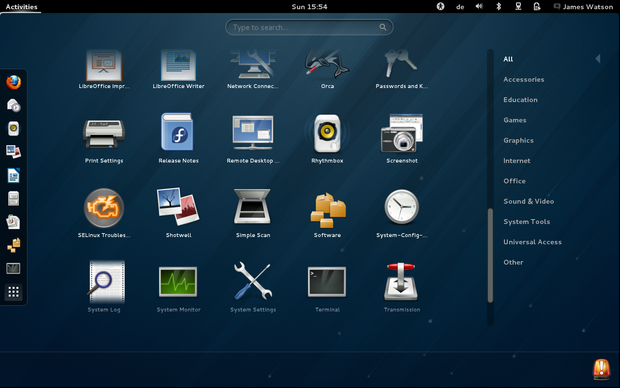 Activities
Sun 15:54
de
James Watson
Type to search...
LibreOffice Impr...
LibreOffice Writer
Network Connec...
Orca
Passwords and K...
Print Settings
Release Notes
Remote Desktop ...
Rhythmbox
Screenshot
SELinux Troubles...
Shotwell
Simple Scan
Software
System-Config-...
System Log
System Monitor
System Settings
Terminal
Transmission
All
Accessories
Education
Games
Graphics
Internet
Office
Sound & Video
System Tools
Universal Access
Other